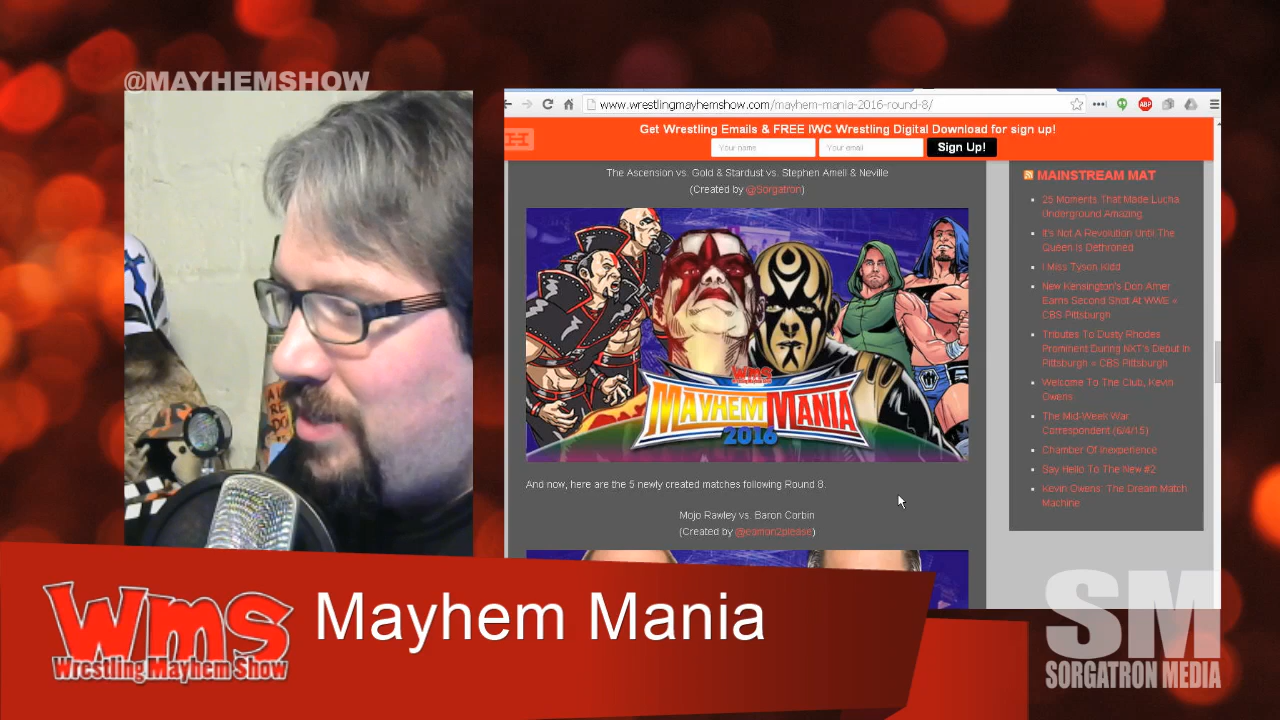 @MAYHEMSHOW
www.wrestlingmayhemshow.com/mayhem-mania-2016-round-8/
ABP
Get Wrestling Emails & FREE IWC Wrestling Digital Download for sign up!
Your name
Your email
Sign Up!
The Ascension vs. Gold & Stardust vs. Stephen Amell & Neville
(Created by @Sorgatron)
WMS
MAYHEMMANIA
2016
And now, here are the 5 newly created matches following Round 8.
Mojo Rawley vs. Baron Corbin
(Created by @eamon2please)
MAINSTREAM MAT
25 Moments That Made Lucha
Underground Amazing
It's Not A Revolution Until The
Queen Is Dethroned
I Miss Tyson Kidd
New Kensington's Don Amer
Earns Second Shot At WWE «
CBS Pittsburgh
Tributes To Dusty Rhodes
Prominent During NXT's Debut In
Pittsburgh « CBS Pittsburgh
Welcome To The Club, Kevin
Owens
The Mid-Week War
Correspondent (6/4/15)
Chamber Of Inexperience
Say Hello To The New #2
Kevin Owens: The Dream Match
Machine
Wms
Wrestling Mayhem Show
Mayhem Mania
SM
SORGATRON MEDIA